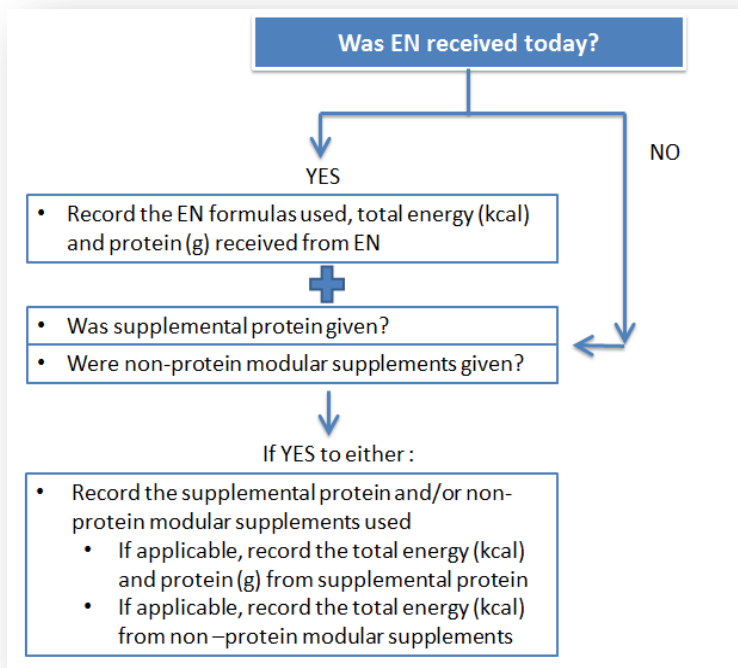 Was EN received today?
NO
YES
• Record the EN formulas used, total energy (kcal)
and protein (g) received from EN
• Was supplemental protein given?
• Were non-protein modular supplements given?
If YES to either :
• Record the supplemental protein and/or non-
protein modular supplements used
• If applicable, record the total energy (kcal)
and protein (g) from supplemental protein
• If applicable, record the total energy (kcal)
from non –protein modular supplements